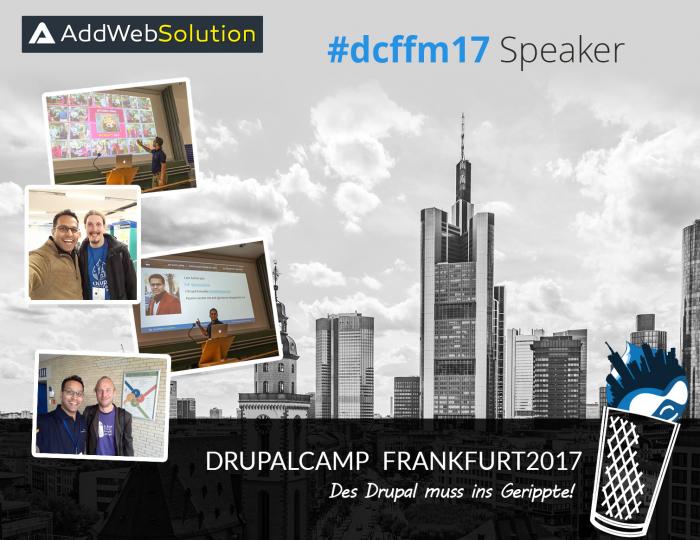 AddWebSolution
#dcffm17 Speaker
DRUPALCAMP FRANKFURT2017
Des Drupal muss ins Gerippte!